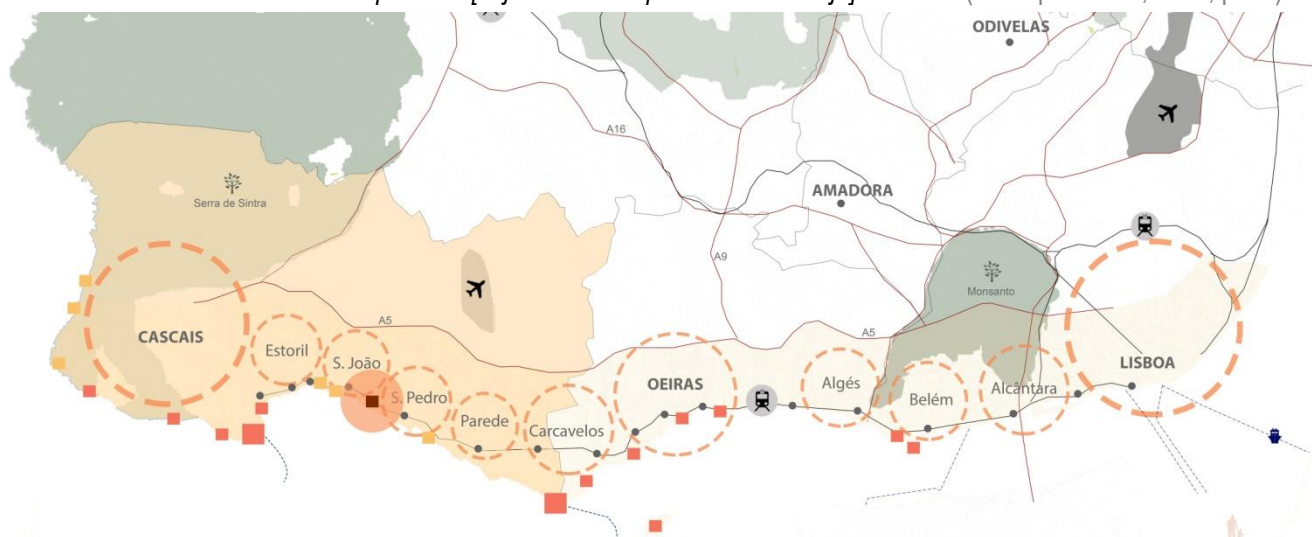 ODIVELAS
A16
AMADORA
Serra de Sintra
A9
Monsanto
A5
A5
CASCAIS
Estoril
S. João
S. Pedro
Parede
Carcavelos
OEIRAS
Algés
Belém
Alcântara
LISBOA